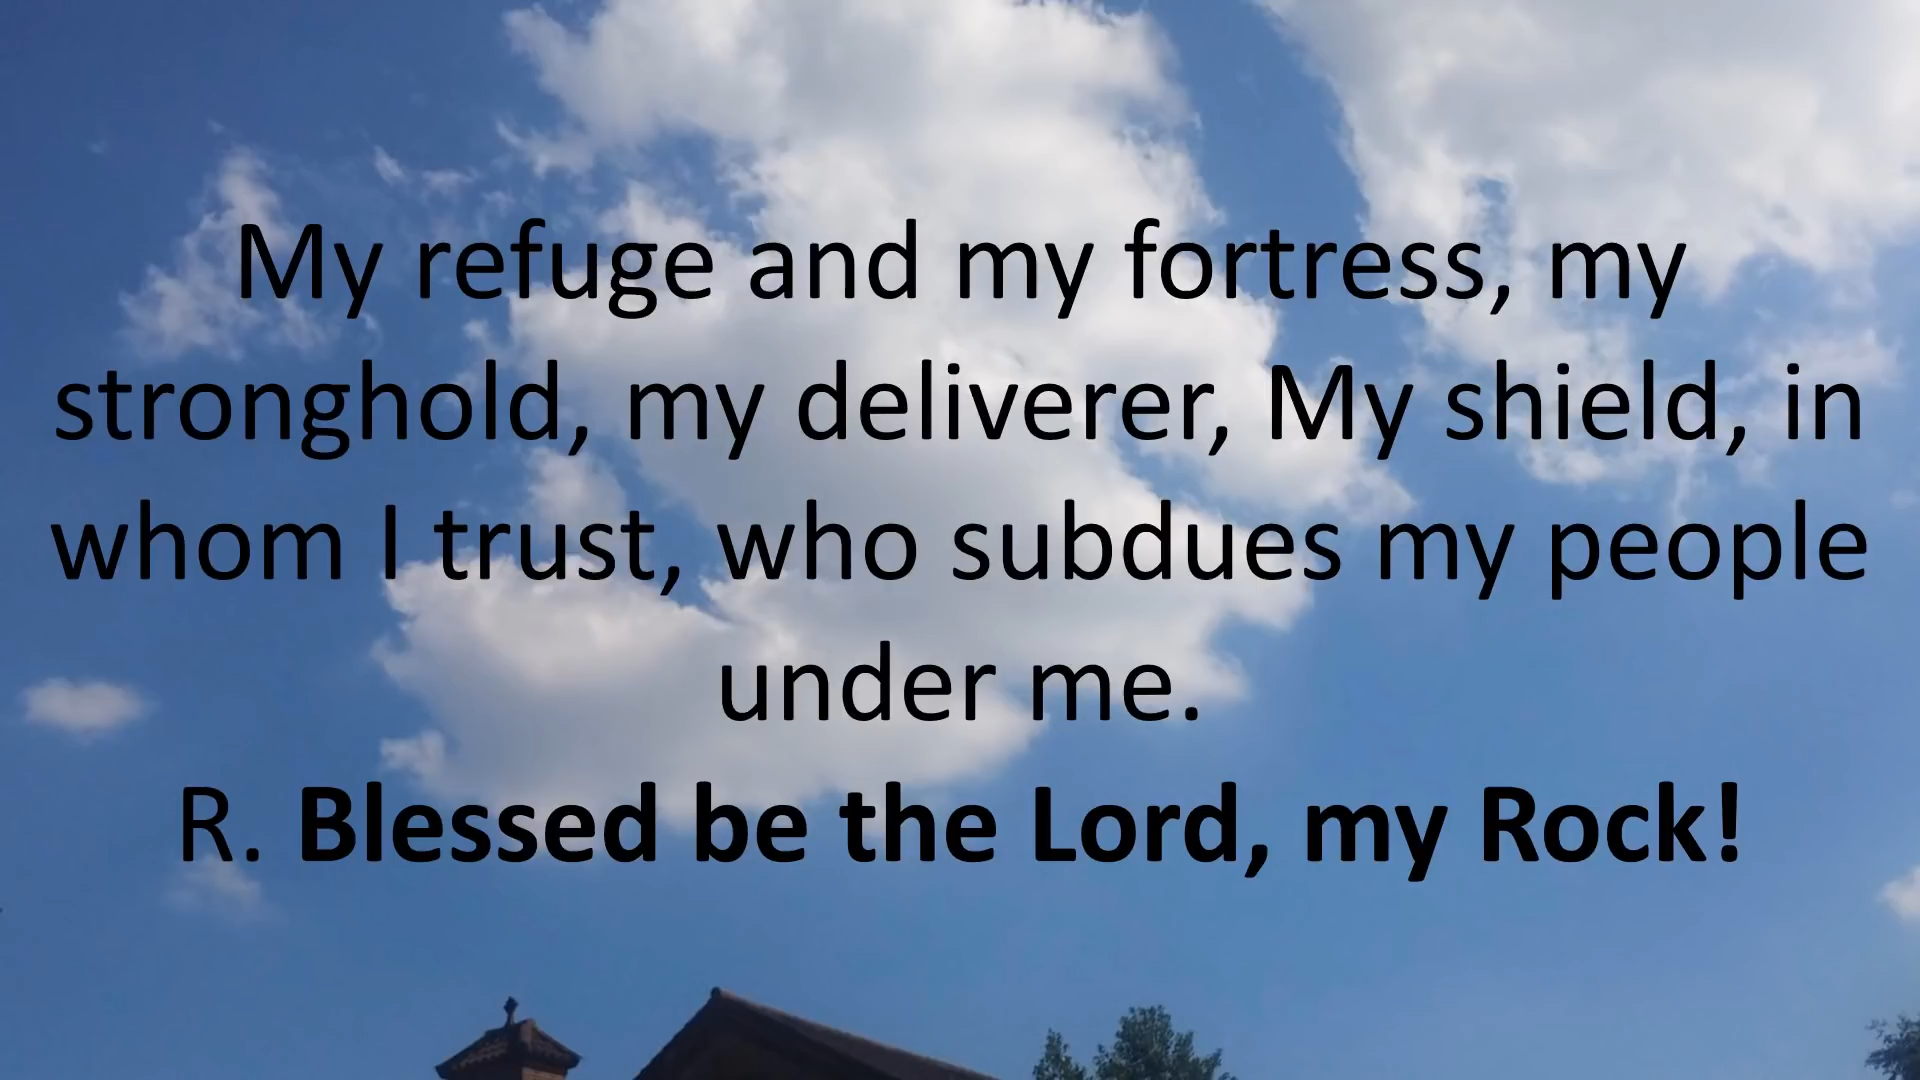 My refuge and my fortress, my
stronghold, my deliverer, My shield, in
whom I trust, who subdues my people
under me.
R. Blessed be the Lord, my Rock!